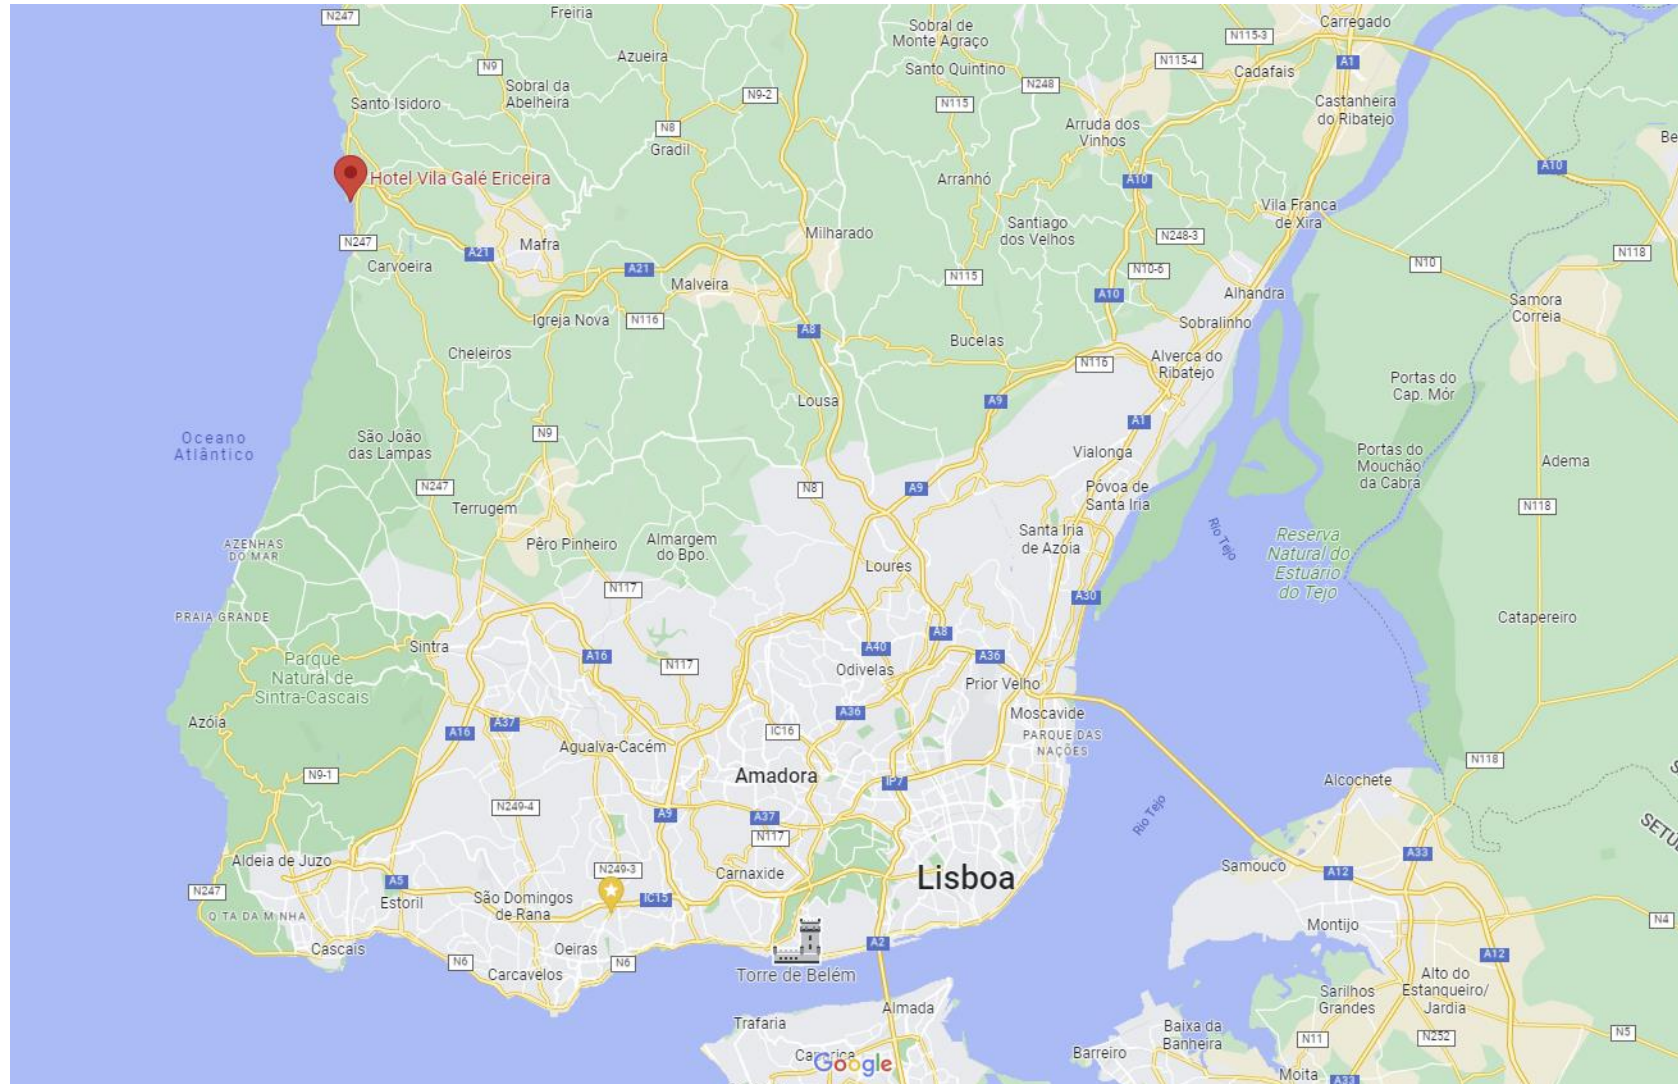 N247
Freiria
Sobral de
Monte Agraço
N115-3
Carregado
Azueira
N9
Santo Quintino
N115-4
A1
Cadafais
Sobral da
Abelheira
N248
N9-2
Santo Isidoro
N115
Castanheira
do Ribatejo
N8
Arruda dos
Vinhos
Gradil
Be
A10
Hotel Vila Galé Ericeira
Arranhó
A10
Vila Franca
de Xira
Santiago
dos Velhos
Milharado
N248-3
N247
Mafra
A21
N118
Carvoeira
A21
N10-6
N10
Malveira
N115
A10
Alhandra
Samora
Correia
Igreja Nova
N116
A8
Sobralinho
Bucelas
Cheleiros
N116
Alverca do
Ribatejo
Portas do
Cap. Mór
Lousa
A9
A1
Oceano
Atlântico
São João
das Lampas
N9
Vialonga
Portas do
Mouchão
da Cabra
Adema
N247
N8
A9
Póvoa de
Santa Iria
Terrugem
N118
Santa Iria
de Azoia
Rio Tejo
AZENHAS
DO MAR
Pêro Pinheiro
Almargem
do Bpo.
Reserva
Natural do
Estuário
do Tejo
Loures
N117
A30
PRAIA GRANDE
Catapereiro
Sintra
A8
A40
Parque
Natural de
Sintra-Cascais
A16
N117
Odivelas
A36
Prior Velho
Azóia
A36
Moscavide
A37
A16
IC16
PARQUE DAS
NAÇÕES
Agualva-Cacém
N118
N9-1
Amadora
IP7
Alcochete
N249-4
A9
A37
Rio Tejo
SETÚ
N117
Aldeia de Juzo
N249-3
Carnaxide
Lisboa
Samouco
A33
A12
N247
A5
Estoril
São Domingos
de Rana
IC15
Q TA DA M NHA
Montijo
N4
Cascais
Oeiras
A2
N6
N6
A12
Carcavelos
Torre de Belém
Alto do
Estanqueiro/
Jardia
Sarilhos
Grandes
Almada
Trafaria
Baixa da
Banheira
N5
N11
N252
Barreiro
Google
Moita
A33